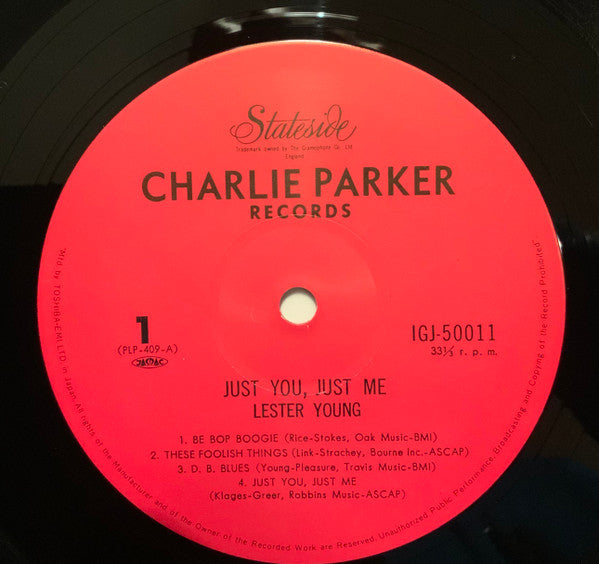 Stateside
Trademark owned by The Gramophone Co. Ltd.
England
CHARLIE PARKER
RECORDS
1
(PLP-409-A)
JASRAC
IGJ-50011
33⅓ r. p. m.
JUST YOU, JUST ME
LESTER YOUNG
1. BE BOP BOOGIE (Rice-Stokes, Oak Music-BMI)
2. THESE FOOLISH THINGS (Link-Strachey, Bourne Inc.-ASCAP)
3. D. B. BLUES (Young-Pleasure, Travis Music-BMI)
4. JUST YOU, JUST ME
(Klages-Greer, Robbins Music-ASCAP)
"Mfd. by TOSHIBA-EMI, LTD. in Japan. All rights of the Manufacturer and of the Owner of the Recorded Work are Reserved. Unauthorized Public Performance, Broadcasting and Copying of the Record Prohibited"